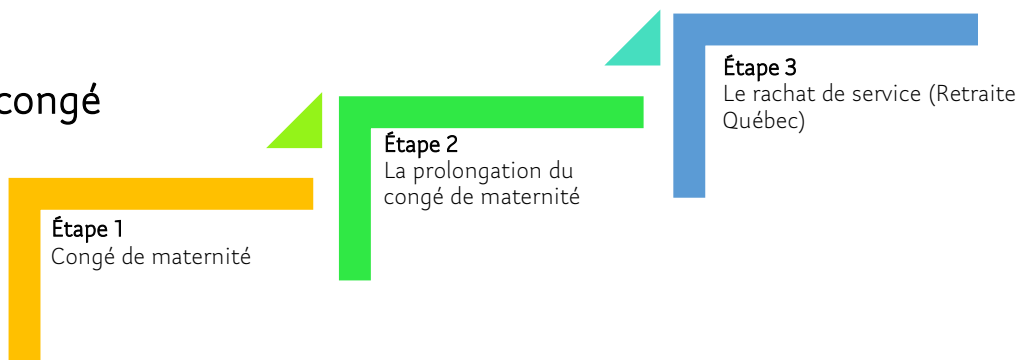 congé
Étape 1
Congé de maternité
Étape 2
La prolongation du
congé de maternité
Étape 3
Le rachat de service (Retraite
Québec)